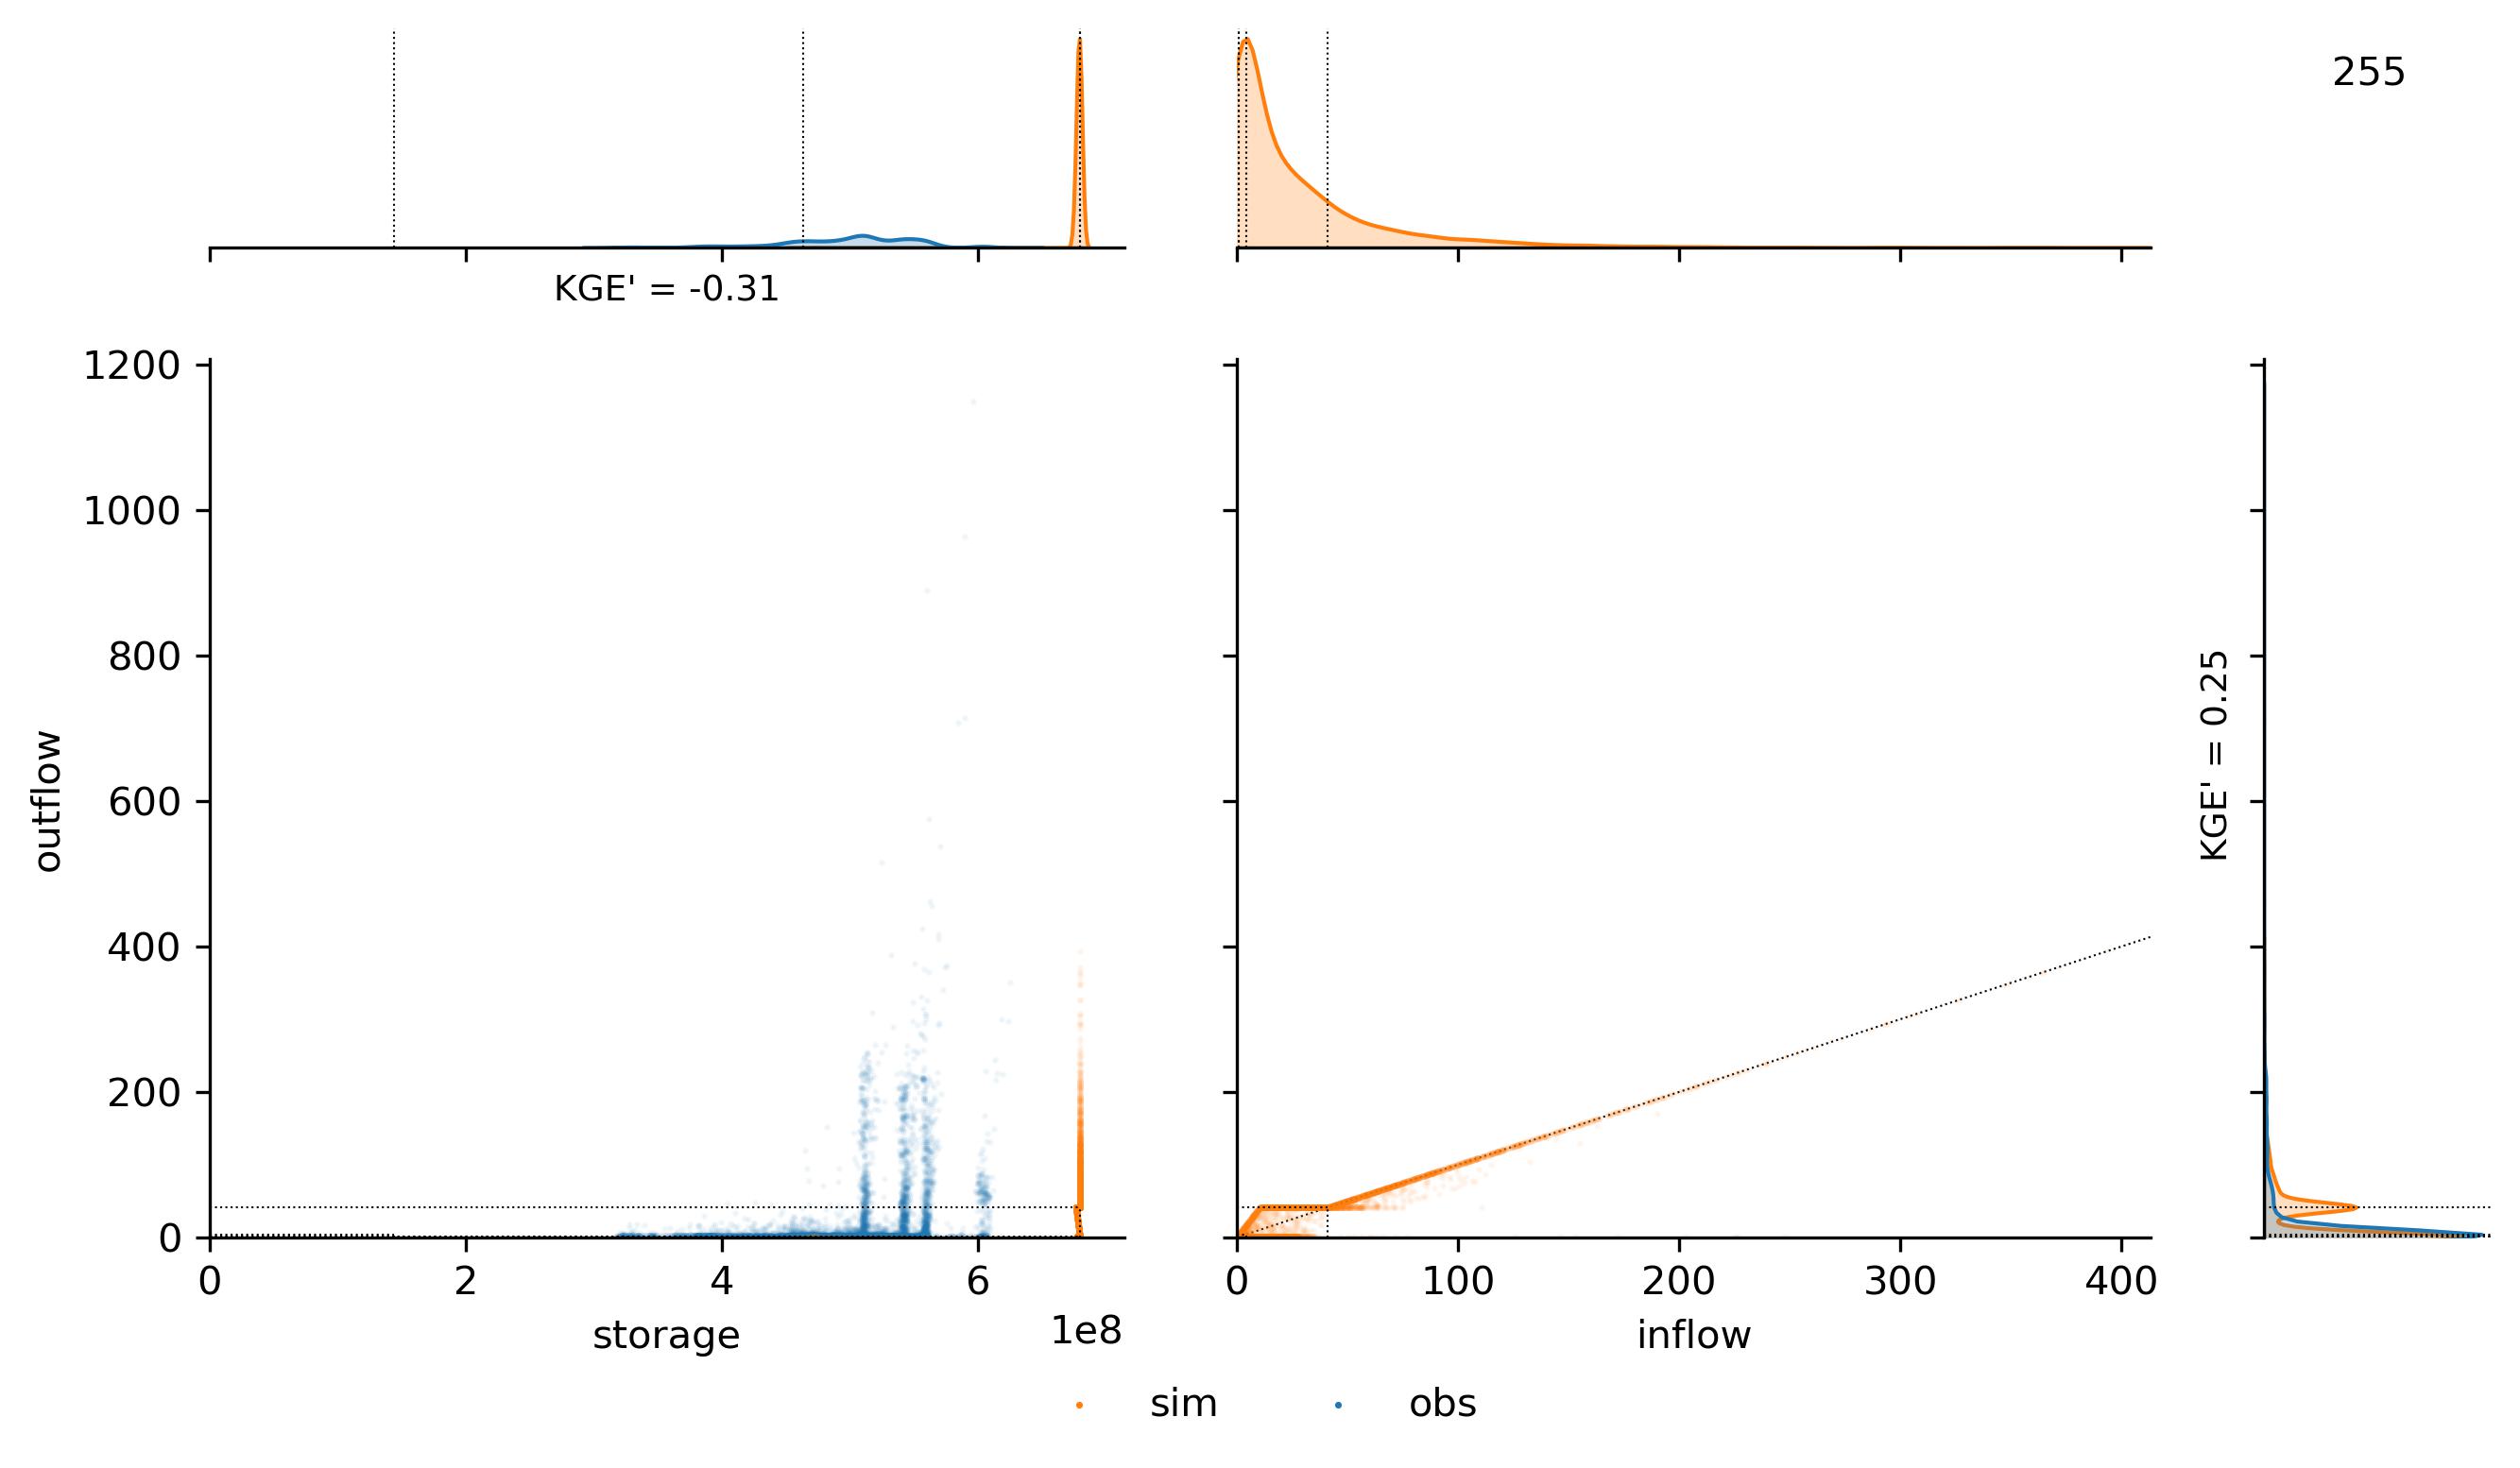 255
KGE' = -0.31
1200
1000
800
600
400
200
0
outflow
KGE' = 0.25
0 2 4 6
0 100 200 300 400
storage 1e8
inflow
sim obs